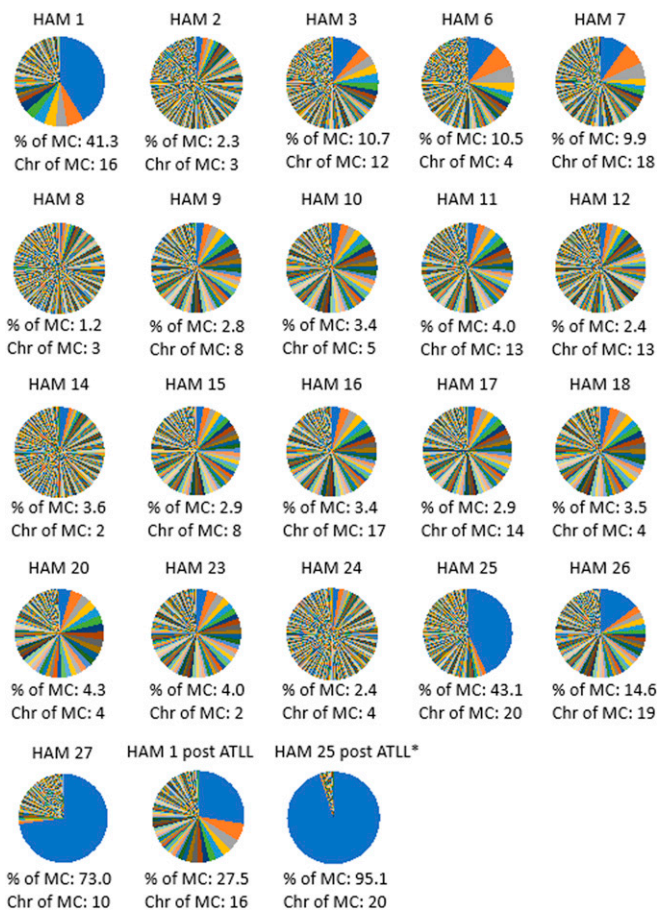 HAM 1
% of MC: 41.3
Chr of MC: 16
HAM 2
% of MC: 2.3
Chr of MC: 3
HAM 3
% of MC: 10.7
Chr of MC: 12
HAM 6
% of MC: 10.5
Chr of MC: 4
HAM 7
% of MC: 9.9
Chr of MC: 18
HAM 8
% of MC: 1.2
Chr of MC: 3
HAM 9
% of MC: 2.8
Chr of MC: 8
HAM 10
% of MC: 3.4
Chr of MC: 5
HAM 11
% of MC: 4.0
Chr of MC: 13
HAM 12
% of MC: 2.4
Chr of MC: 13
HAM 14
% of MC: 3.6
Chr of MC: 2
HAM 15
% of MC: 2.9
Chr of MC: 8
HAM 16
% of MC: 3.4
Chr of MC: 17
HAM 17
% of MC: 2.9
Chr of MC: 14
HAM 18
% of MC: 3.5
Chr of MC: 4
HAM 20
% of MC: 4.3
Chr of MC: 4
HAM 23
% of MC: 4.0
Chr of MC: 2
HAM 24
% of MC: 2.4
Chr of MC: 4
HAM 25
% of MC: 43.1
Chr of MC: 20
HAM 26
% of MC: 14.6
Chr of MC: 19
HAM 27
% of MC: 73.0
Chr of MC: 10
HAM 1 post ATLL
% of MC: 27.5
Chr of MC: 16
HAM 25 post ATLL*
% of MC: 95.1
Chr of MC: 20